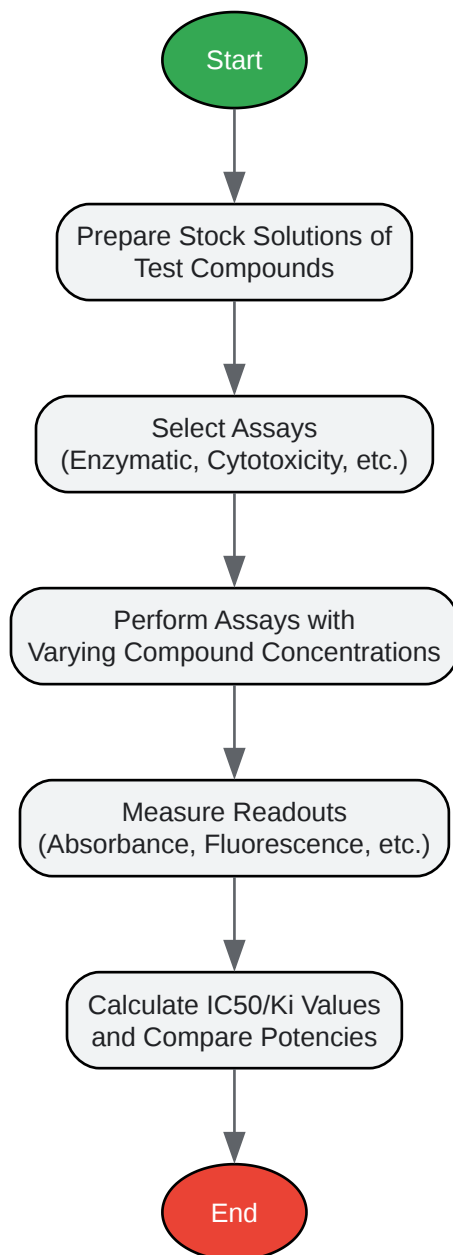 Start
Prepare Stock Solutions of
Test Compounds
Select Assays
(Enzymatic, Cytotoxicity, etc.)
Perform Assays with
Varying Compound Concentrations
Measure Readouts
(Absorbance, Fluorescence, etc.)
Calculate IC50/Ki Values
and Compare Potencies
End